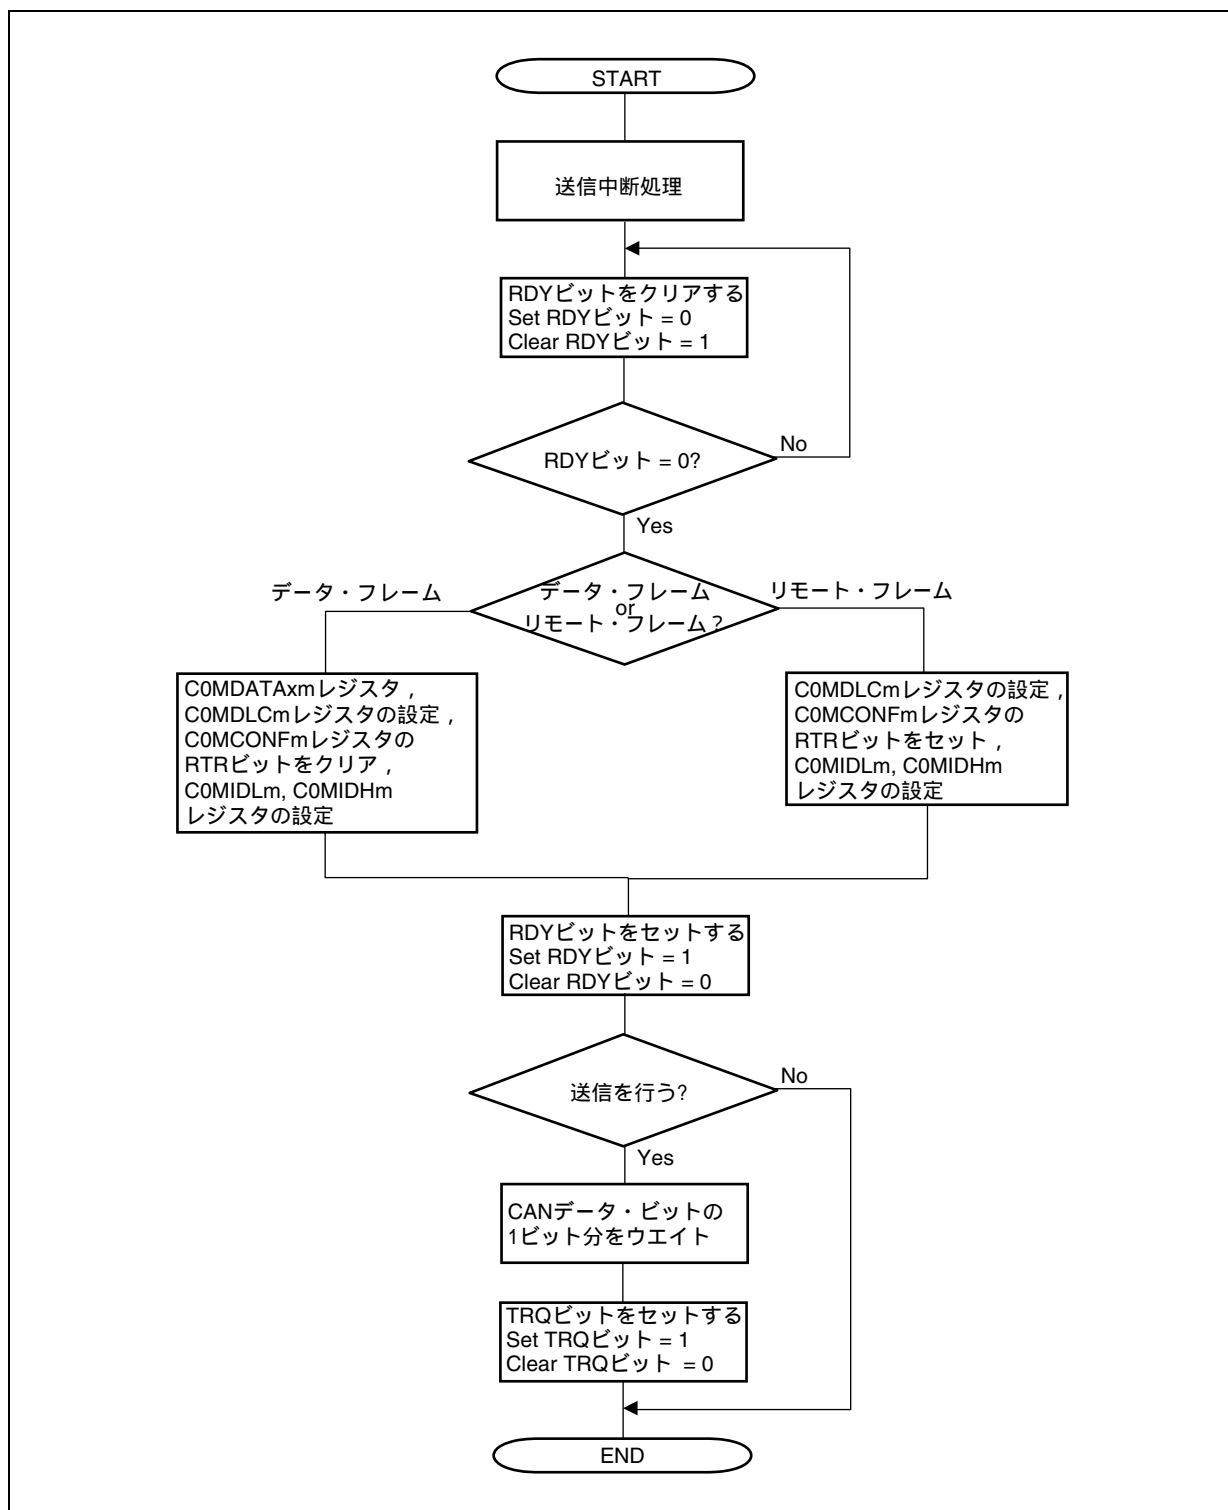 START
送信中断処理
RDYビットをクリアする
Set RDYビット = 0
Clear RDYビット = 1
No
RDYビット = 0?
Yes
データ・フレーム
データ・フレーム
or
リモート・フレーム？
リモート・フレーム
C0MDATAxmレジスタ，
C0MDLCmレジスタの設定，
C0MCONFmレジスタの
RTRビットをクリア，
C0MIDLm, C0MIDHm
レジスタの設定
C0MDLCmレジスタの設定，
C0MCONFmレジスタの
RTRビットをセット，
C0MIDLm, C0MIDHm
レジスタの設定
RDYビットをセットする
Set RDYビット = 1
Clear RDYビット = 0
No
送信を行う?
Yes
CANデータ・ビットの
1ビット分をウエイト
TRQビットをセットする
Set TRQビット = 1
Clear TRQビット = 0
END